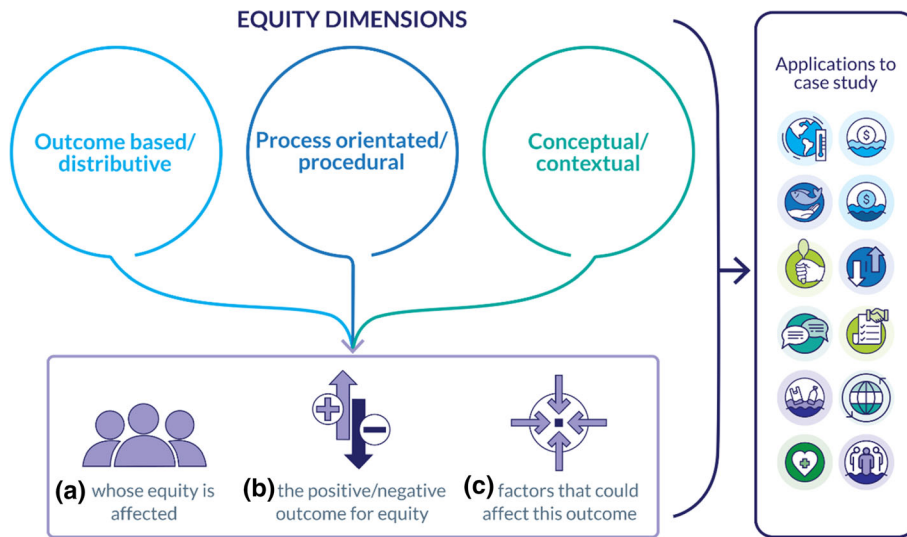 EQUITY DIMENSIONS
Outcome based/
distributive
Process orientated/
procedural
Conceptual/
contextual
Applications to
case study
$
$
(a) whose equity is
affected
(b) the positive/negative
outcome for equity
(c) factors that could
affect this outcome